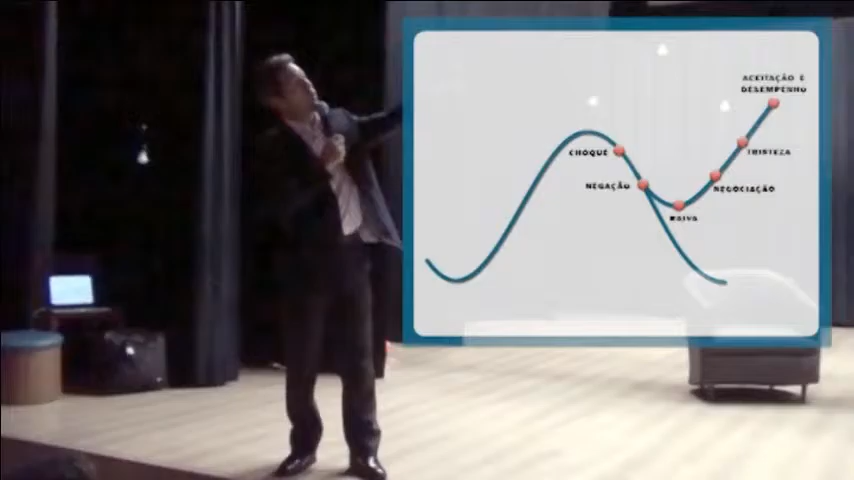 ACEITAÇÃO E
DESEMPENHO
CHOQUE
TRISTEZA
NEGAÇÃO
NEGOCIAÇÃO
RAIVA